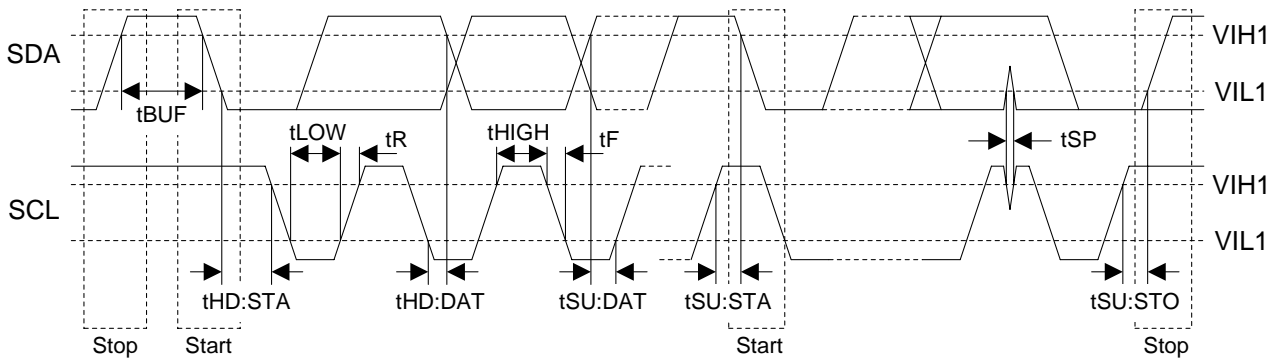 SDA
VIH1
VIL1
tBUF
tLOW
tR
tHIGH
tF
tSP
SCL
VIH1
VIL1
tHD:STA
tHD:DAT
tSU:DAT
tSU:STA
tSU:STO
Stop
Start
Start
Stop